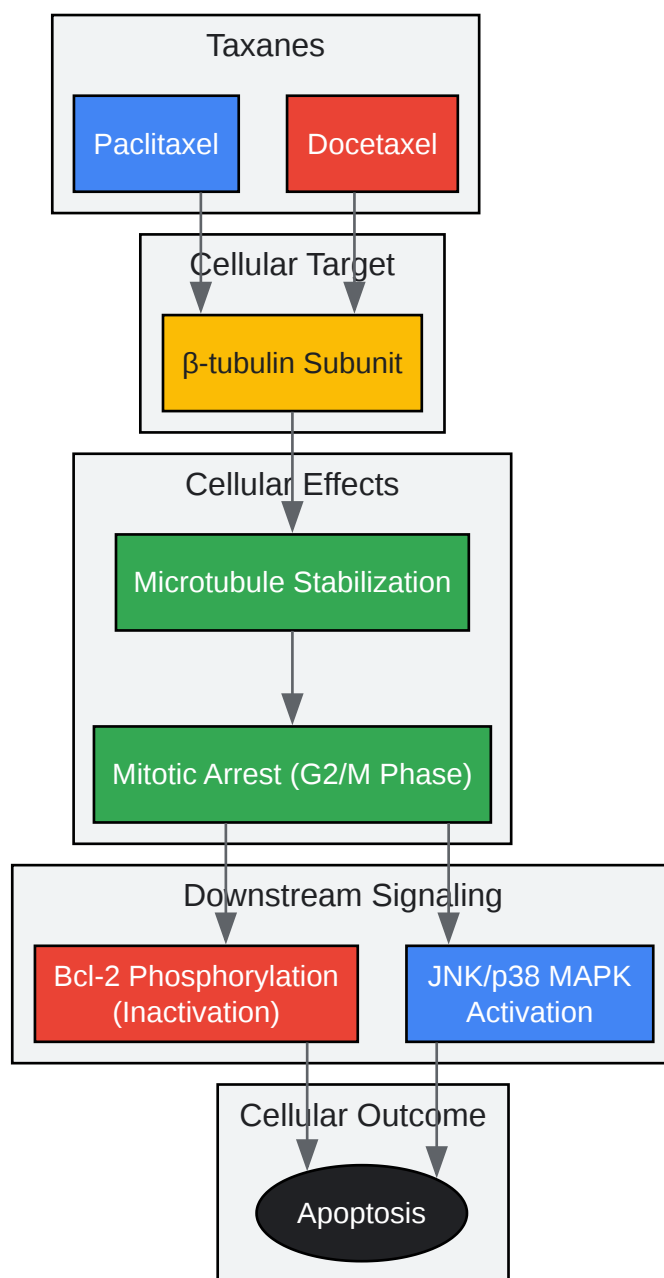 Taxanes
Paclitaxel
Docetaxel
Cellular Target
β-tubulin Subunit
Cellular Effects
Microtubule Stabilization
Mitotic Arrest (G2/M Phase)
Downstream Signaling
Bcl-2 Phosphorylation
(Inactivation)
JNK/p38 MAPK
Activation
Cellular Outcome
Apoptosis